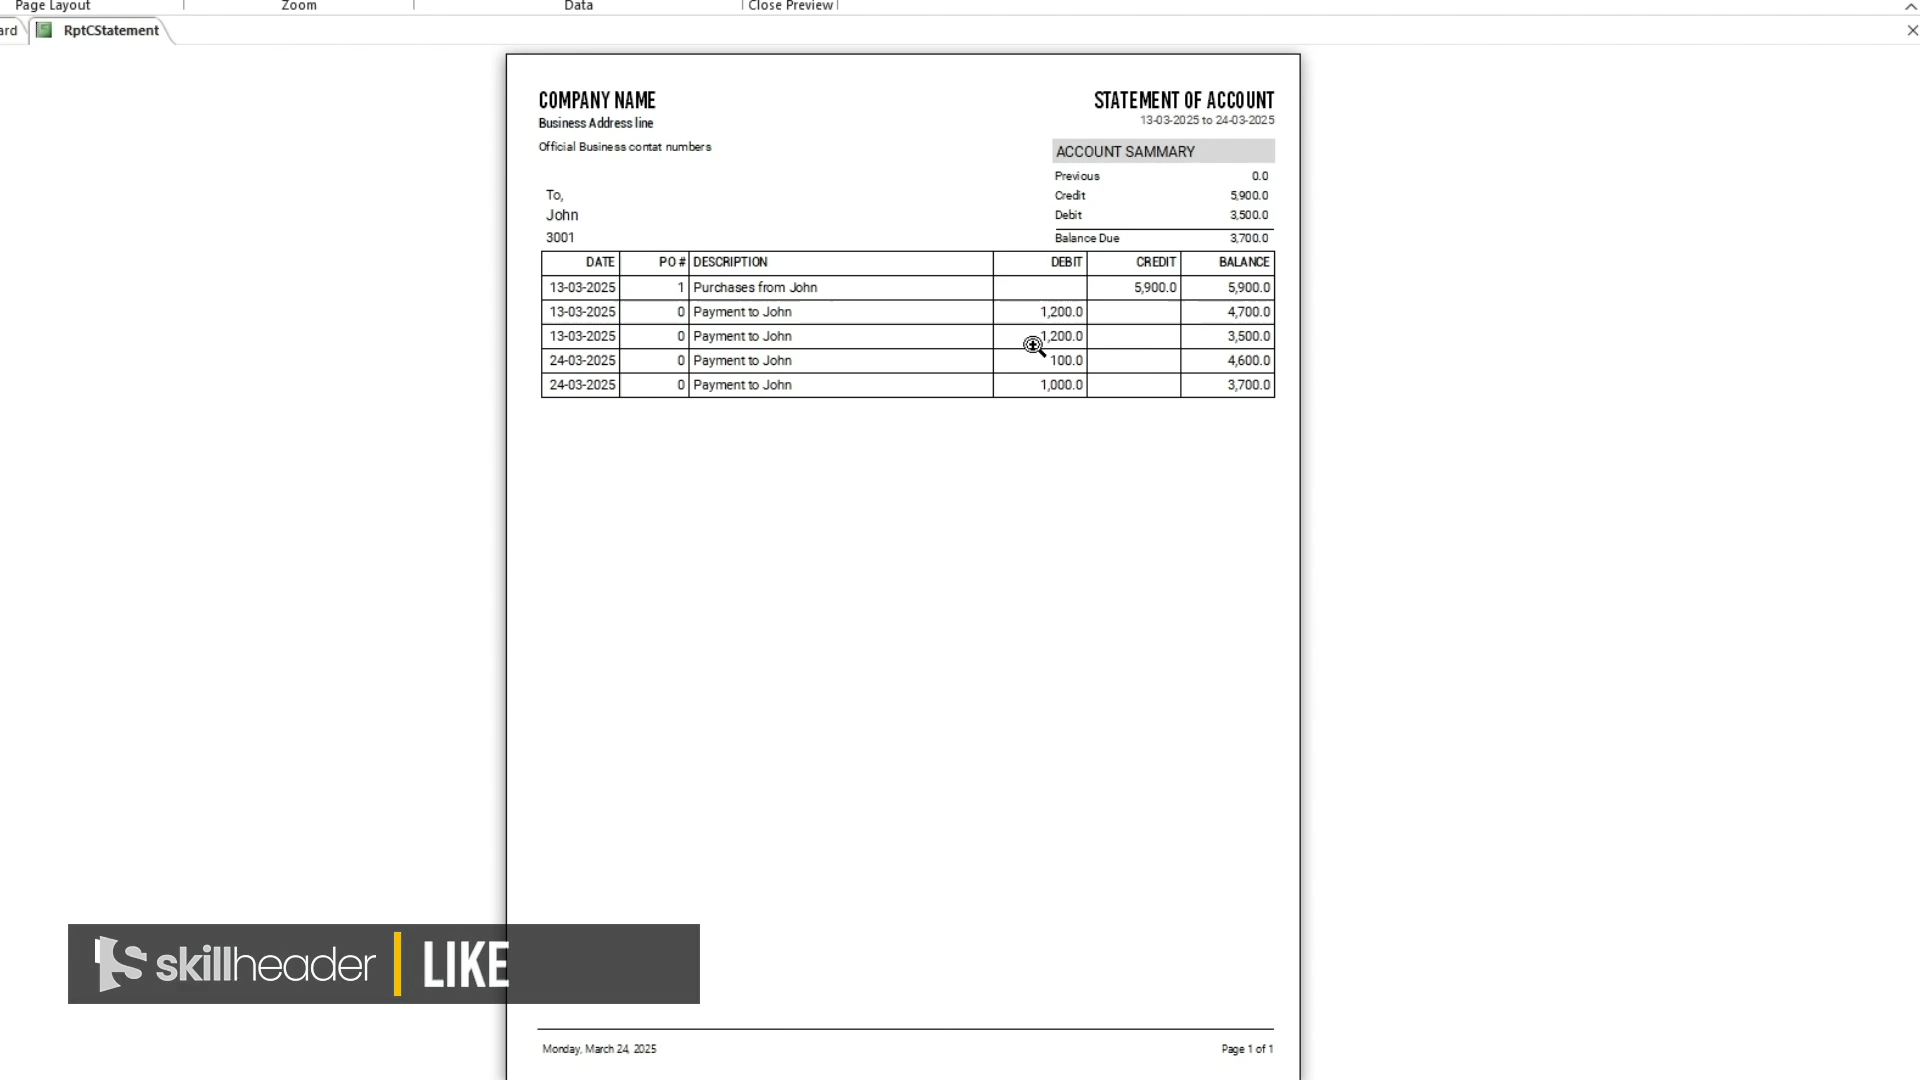 Page Layout Zoom Data Close Preview
ard RptCStatement
COMPANY NAME
Business Address line
Official Business contat numbers
STATEMENT OF ACCOUNT
13-03-2025 to 24-03-2025
ACCOUNT SAMMARY
Previous 0.0
Credit 5,900.0
Debit 3,500.0
Balance Due 3,700.0
To,
John
3001
DATE PO # DESCRIPTION DEBIT CREDIT BALANCE
13-03-2025 1 Purchases from John 5,900.0 5,900.0
13-03-2025 0 Payment to John 1,200.0 4,700.0
13-03-2025 0 Payment to John 1,200.0 3,500.0
24-03-2025 0 Payment to John 100.0 4,600.0
24-03-2025 0 Payment to John 1,000.0 3,700.0
skillheader LIKE
Monday, March 24, 2025 Page 1 of 1